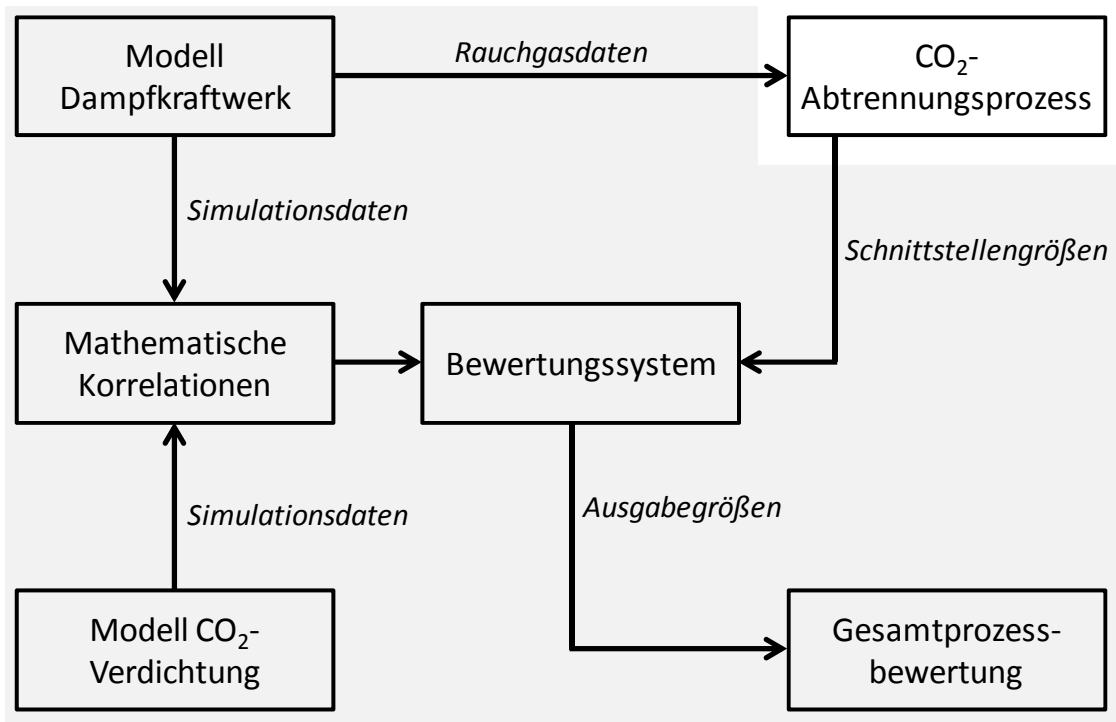 Modell
Dampfkraftwerk
Rauchgasdaten
CO₂-
Abtrennungsprozess
Simulationsdaten
Schnittstellengrößen
Mathematische
Korrelationen
Bewertungssystem
Simulationsdaten
Ausgabegrößen
Modell CO₂-
Verdichtung
Gesamtprozess-
bewertung